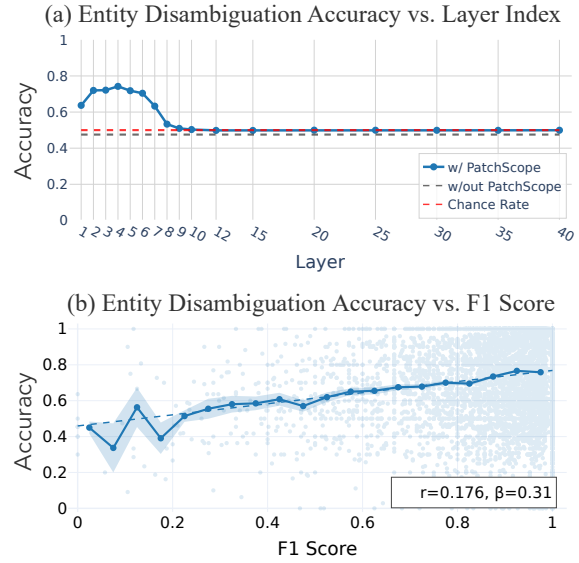 (a) Entity Disambiguation Accuracy vs. Layer Index
1
0.8
0.6
0.4
0.2
0
Accuracy
w/ PatchScope
w/out PatchScope
Chance Rate
1 2 3 4 5 6 7 8 9 10 12 15 20 25 30 35 40
Layer
(b) Entity Disambiguation Accuracy vs. F1 Score
1
0.8
0.6
0.4
0.2
0
Accuracy
r=0.176, β=0.31
0 0.2 0.4 0.6 0.8 1
F1 Score